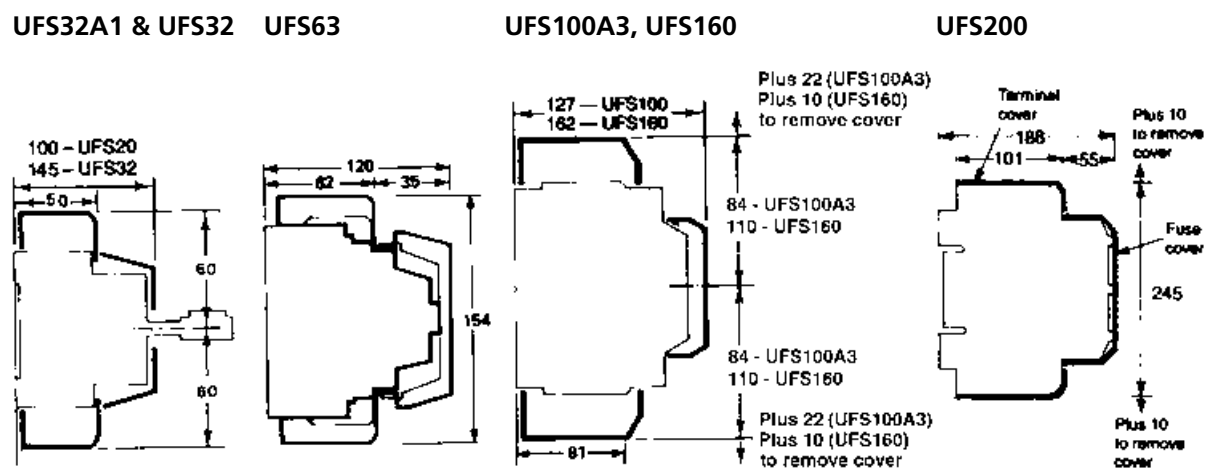 UFS32A1 & UFS32
UFS63
UFS100A3, UFS160
UFS200
100 – UFS20
145 – UFS32
50
60
60
120
82
35
154
127 — UFS100
162 — UFS160
Plus 22 (UFS100A3)
Plus 10 (UFS160)
to remove cover
84 - UFS100A3
110 - UFS160
84 - UFS100A3
110 - UFS160
Plus 22 (UFS100A3)
Plus 10 (UFS160)
to remove cover
81
Terminal
cover
188
101
55
Plus 10
to remove
cover
Fuse
cover
245
Plus 10
to remove
cover